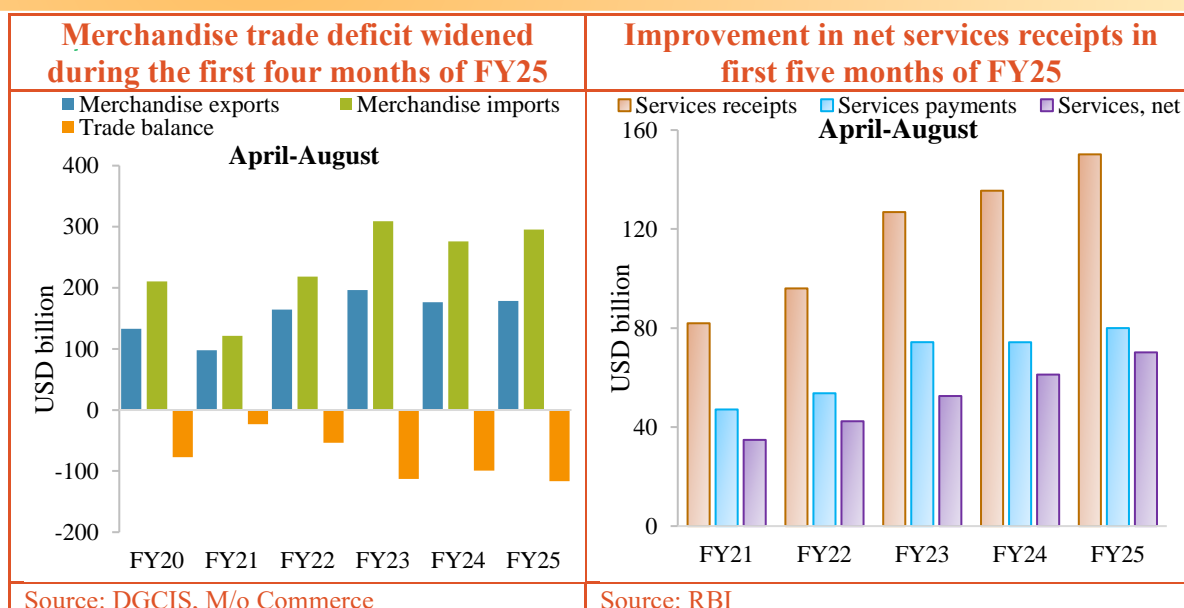 Merchandise trade deficit widened
during the first four months of FY25
Merchandise exports
Merchandise imports
Trade balance
April-August
USD billion
400
300
200
100
0
-100
-200
FY20
FY21
FY22
FY23
FY24
FY25
Source: DGCIS, M/o Commerce
Improvement in net services receipts in
first five months of FY25
Services receipts
Services payments
Services, net
April-August
USD billion
160
120
80
40
0
FY21
FY22
FY23
FY24
FY25
Source: RBI